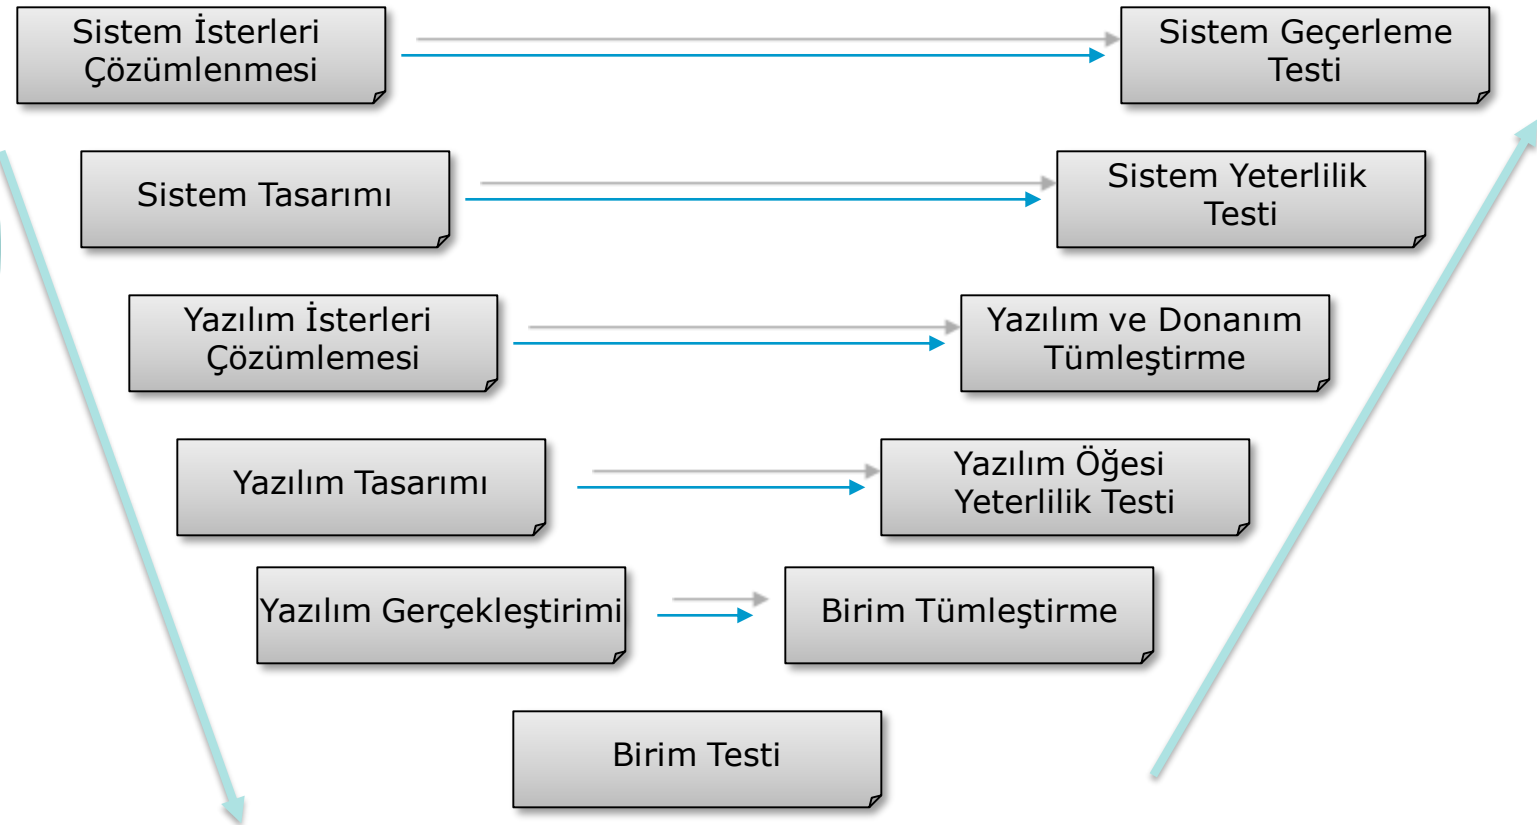 Sistem İsterleri
Çözümlenmesi
Sistem Geçerleme
Testi
Sistem Tasarımı
Sistem Yeterlilik
Testi
Yazılım İsterleri
Çözümlemesi
Yazılım ve Donanım
Tümleştirme
Yazılım Tasarımı
Yazılım Öğesi
Yeterlilik Testi
Yazılım Gerçekleştirimi
Birim Tümleştirme
Birim Testi